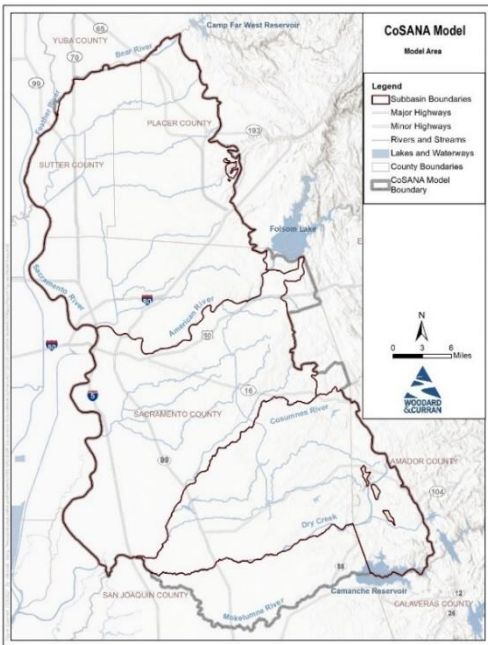 CoSANA Model
Model Area
Legend
Subbasin Boundaries
Major Highways
Minor Highways
Rivers and Streams
Lakes and Waterways
County Boundaries
CoSANA Model
Boundary
N
0 3 6
Miles
WOODARD
&CURRAN
Camp Far West Reservoir
YUBA COUNTY
Bear River
65
70
99
Feather River
PLACER COUNTY
193
SUTTER COUNTY
Folsom Lake
Sacramento River
80
American River
50
5
16
SACRAMENTO COUNTY
Cosumnes River
99
AMADOR COUNTY
104
Dry Creek
88
SAN JOAQUIN COUNTY
Camanche Reservoir
Mokelumne River
12
CALAVERAS COUNTY
26